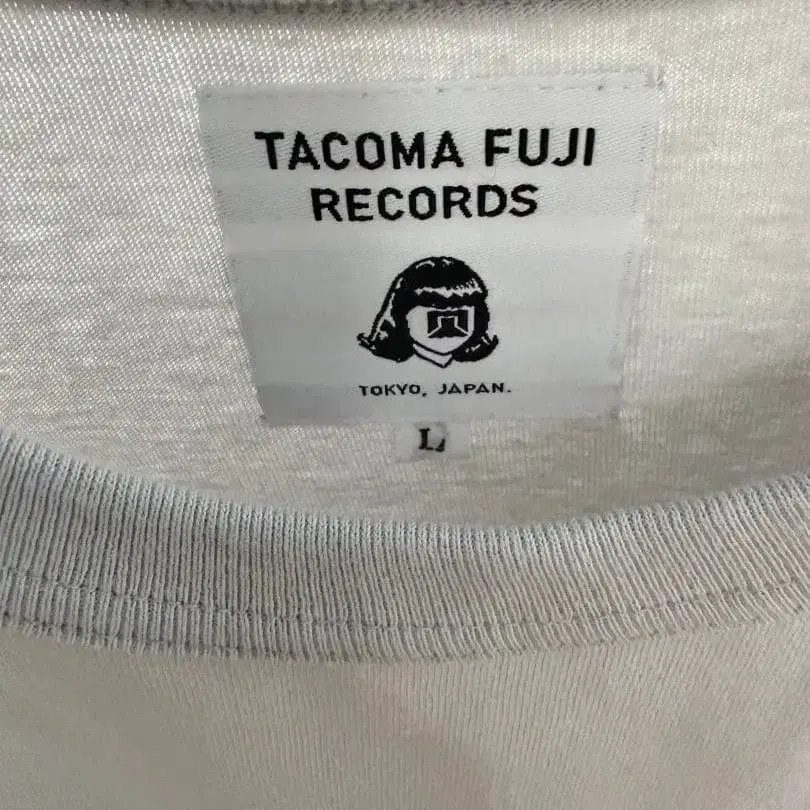 TACOMA FUJI
RECORDS
TOKYO, JAPAN.
L